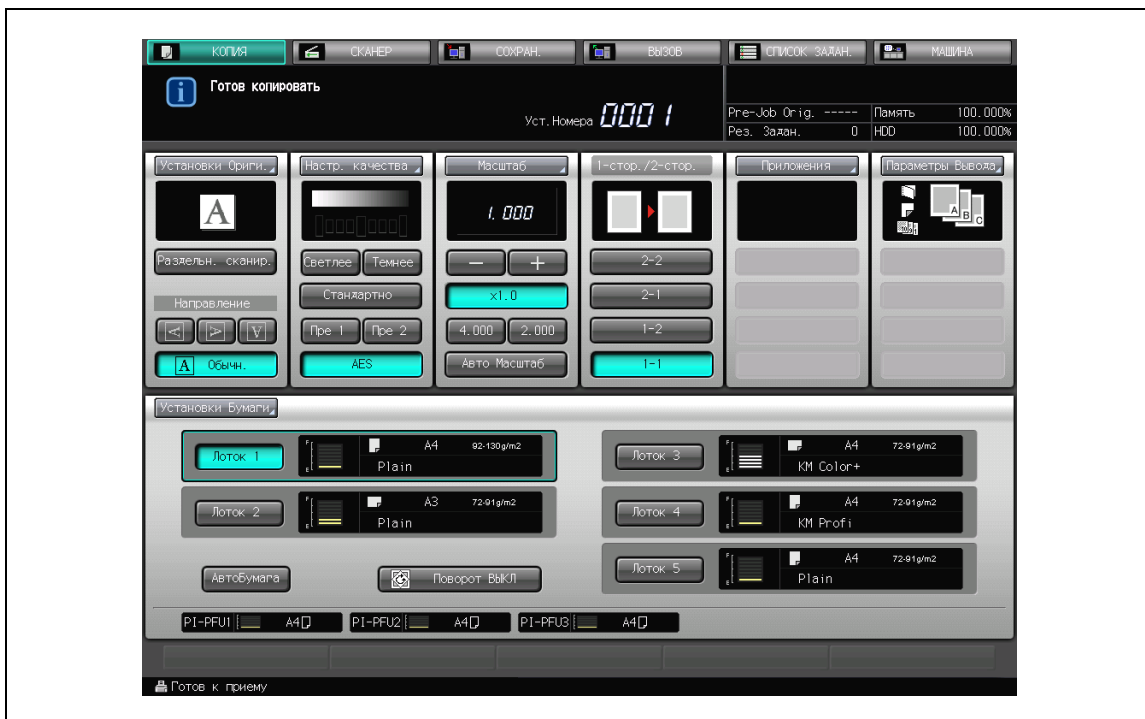 КОПИЯ СКАНЕР СОХРАН. ВЫЗОВ СПИСОК ЗАДАН. МАШИНА
Готов копировать
Уст.Номера 0001
Pre-Job Orig. ----- Память 100.000%
Рез. Задан. 0 HDD 100.000%
Установки Ориги. Настр. качества Масштаб 1-стор./2-стор. Приложения Параметры Вывода
A 1.000 A B C
Раздельн. сканир. Светлее Темнее − + 2-2
Направление Стандартно x1.0 2-1
A A A Пре 1 Пре 2 4.000 2.000 1-2
A Обычн. AES Авто Масштаб 1-1
Установки Бумаги
Лоток 1 F E A4 92-130g/m2
Plain
Лоток 3 F E A4 72-91g/m2
KM Color+
Лоток 2 F E A3 72-91g/m2
Plain
Лоток 4 F E A4 72-91g/m2
KM Profi
Лоток 5 F E A4 72-91g/m2
Plain
АвтоБумага Поворот ВЫКЛ
PI-PFU1 A4 PI-PFU2 A4 PI-PFU3 A4
Готов к приему